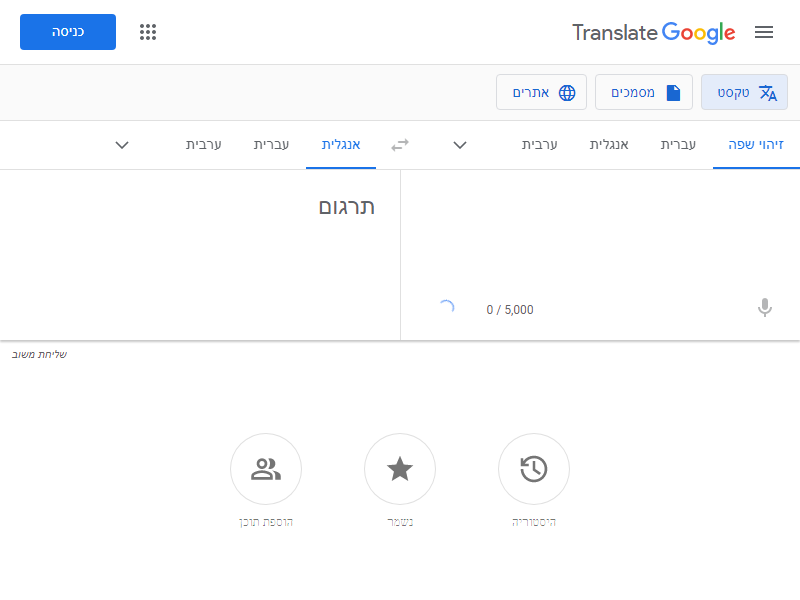 Google Translate
כניסה
טקסט
מסמכים
אתרים
זיהוי שפה
עברית
אנגלית
ערבית
אנגלית
עברית
ערבית
תרגום
0 / 5,000
שליחת משוב
היסטוריה
נשמר
הוספת תוכן